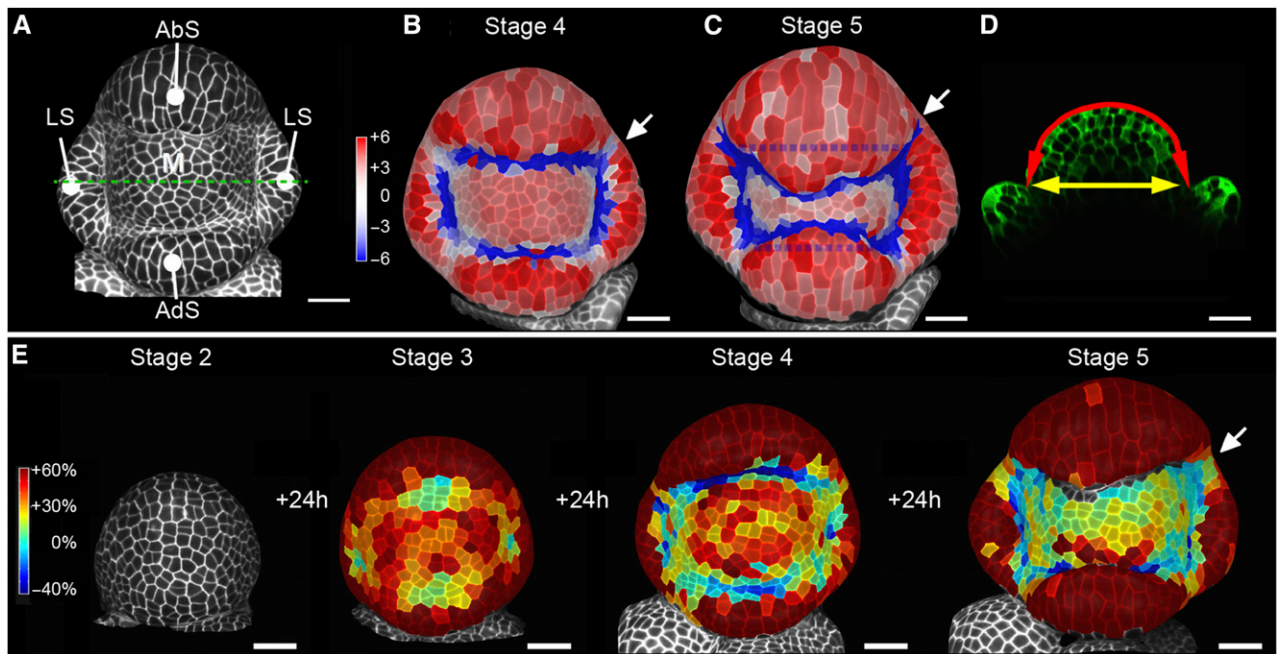 A
AbS
LS
LS
M
AdS
B
Stage 4
+6
+3
0
−3
−6
C
Stage 5
D
E
Stage 2
Stage 3
Stage 4
Stage 5
+60%
+30%
0%
−40%
+24h
+24h
+24h